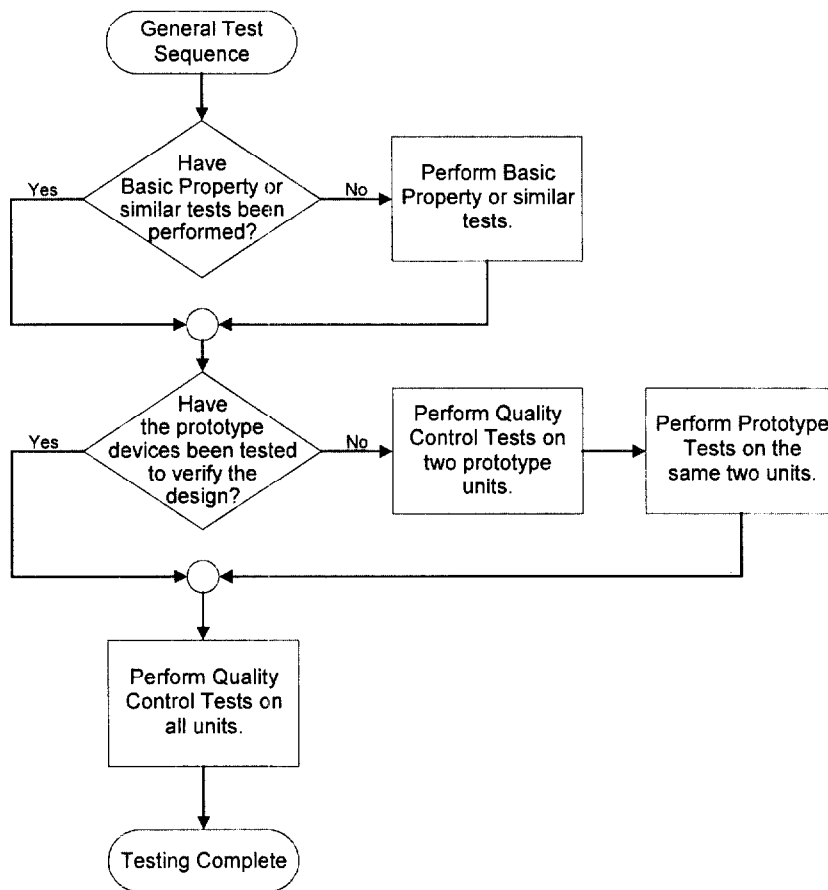 General Test
Sequence
Have
Basic Property or
similar tests been
performed?
Yes
No
Perform Basic
Property or similar
tests.
Have
the prototype
devices been tested
to verify the
design?
Yes
No
Perform Quality
Control Tests on
two prototype
units.
Perform Prototype
Tests on the
same two units.
Perform Quality
Control Tests on
all units.
Testing Complete